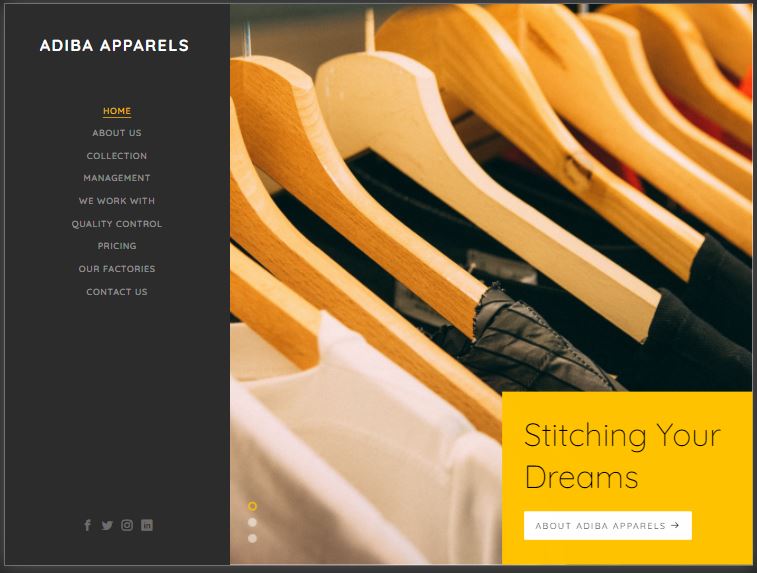 ADIBA APPARELS
HOME
ABOUT US
COLLECTION
MANAGEMENT
WE WORK WITH
QUALITY CONTROL
PRICING
OUR FACTORIES
CONTACT US
Stitching Your
Dreams
ABOUT ADIBA APPARELS →